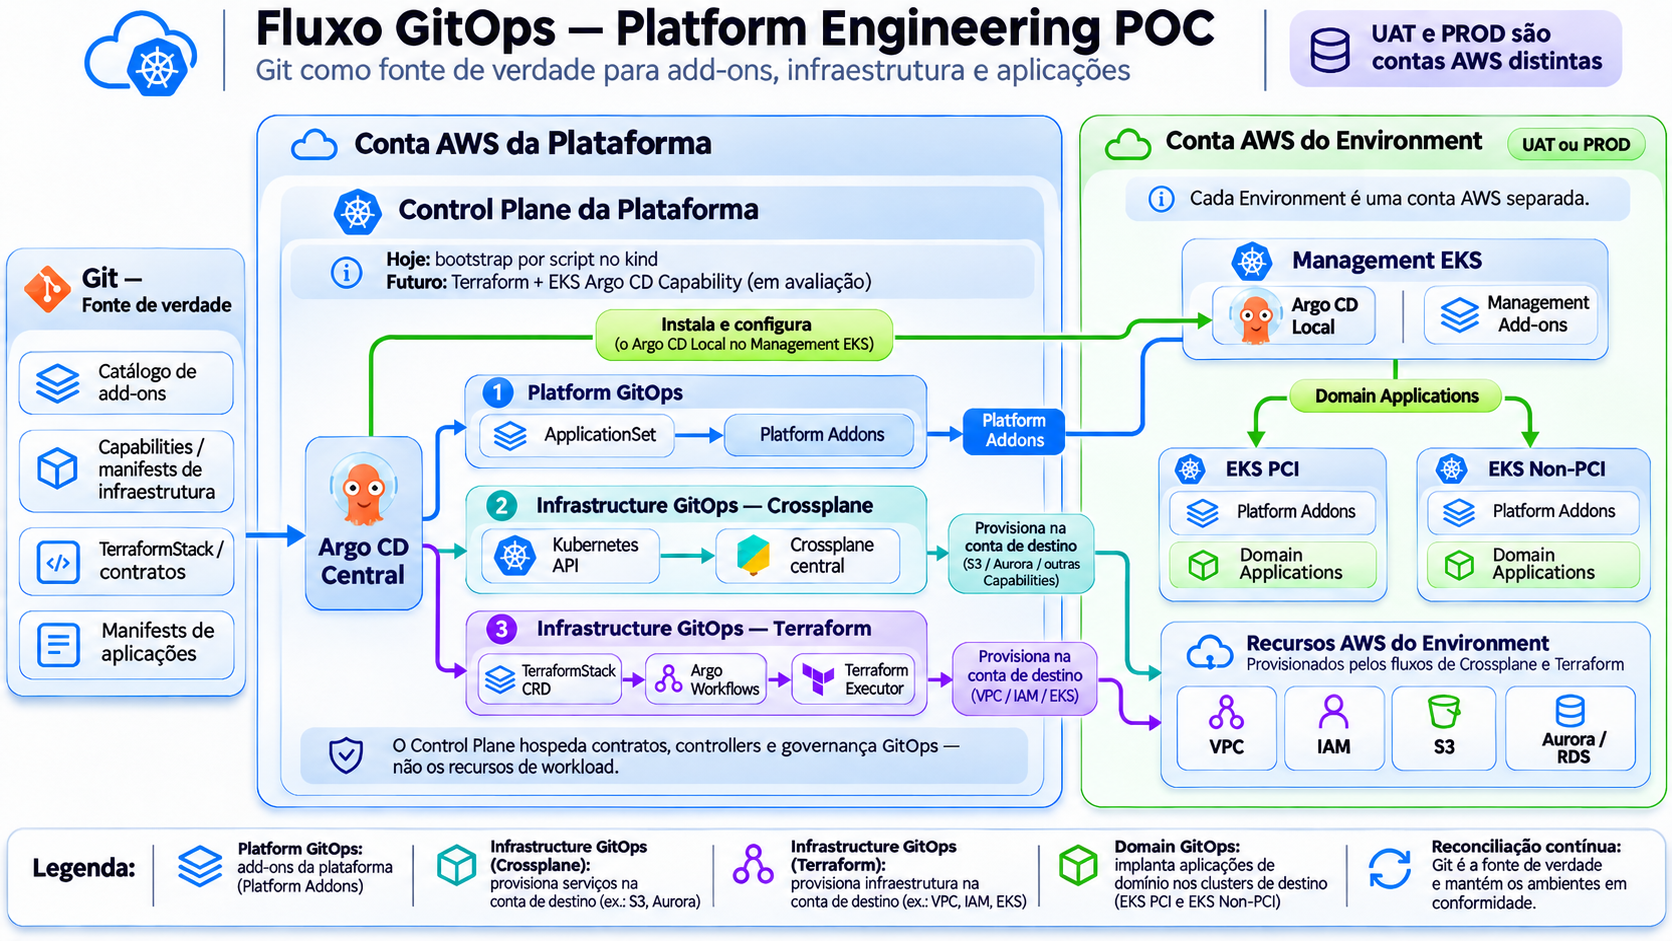 Fluxo GitOps — Platform Engineering POC
Git como fonte de verdade para add-ons, infraestrutura e aplicações
UAT e PROD são
contas AWS distintas
Git —
Fonte de verdade
Catálogo de
add-ons
Capabilities /
manifests de
infraestrutura
</>
TerraformStack /
contratos
Manifests de
aplicações
Conta AWS da Plataforma
Control Plane da Plataforma
Hoje: bootstrap por script no kind
Futuro: Terraform + EKS Argo CD Capability (em avaliação)
Instala e configura
(o Argo CD Local no Management EKS)
Argo CD
Central
1 Platform GitOps
ApplicationSet
Platform Addons
Platform
Addons
2 Infrastructure GitOps — Crossplane
Kubernetes
API
Crossplane
central
Provisiona na
conta de destino
(S3 / Aurora / outras
Capabilities)
3 Infrastructure GitOps — Terraform
TerraformStack
CRD
Argo
Workflows
Terraform
Executor
Provisiona na
conta de destino
(VPC / IAM / EKS)
O Control Plane hospeda contratos, controllers e governança GitOps —
não os recursos de workload.
Conta AWS do Environment
UAT ou PROD
Cada Environment é uma conta AWS separada.
Management EKS
Argo CD
Local
Management
Add-ons
Domain Applications
EKS PCI
Platform Addons
Domain
Applications
EKS Non-PCI
Platform Addons
Domain
Applications
Recursos AWS do Environment
Provisionados pelos fluxos de Crossplane e Terraform
VPC
IAM
S3
Aurora /
RDS
Legenda:
Platform GitOps:
add-ons da plataforma
(Platform Addons)
Infrastructure GitOps
(Crossplane):
provisiona serviços na
conta de destino (ex.: S3, Aurora)
Infrastructure GitOps
(Terraform):
provisiona infraestrutura na
conta de destino (ex.: VPC, IAM, EKS)
Domain GitOps:
implanta aplicações de
domínio nos clusters de destino
(EKS PCI e EKS Non-PCI)
Reconciliação contínua:
Git é a fonte de verdade
e mantém os ambientes em
conformidade.